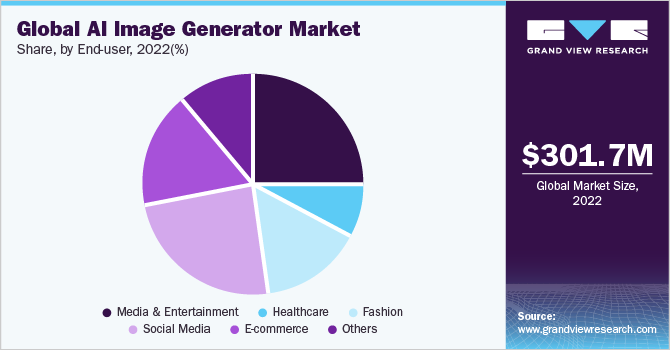 Global AI Image Generator Market
Share, by End-user, 2022(%)
Media & Entertainment
Healthcare
Fashion
Social Media
E-commerce
Others
GRAND VIEW RESEARCH
$301.7M
Global Market Size,
2022
Source:
www.grandviewresearch.com